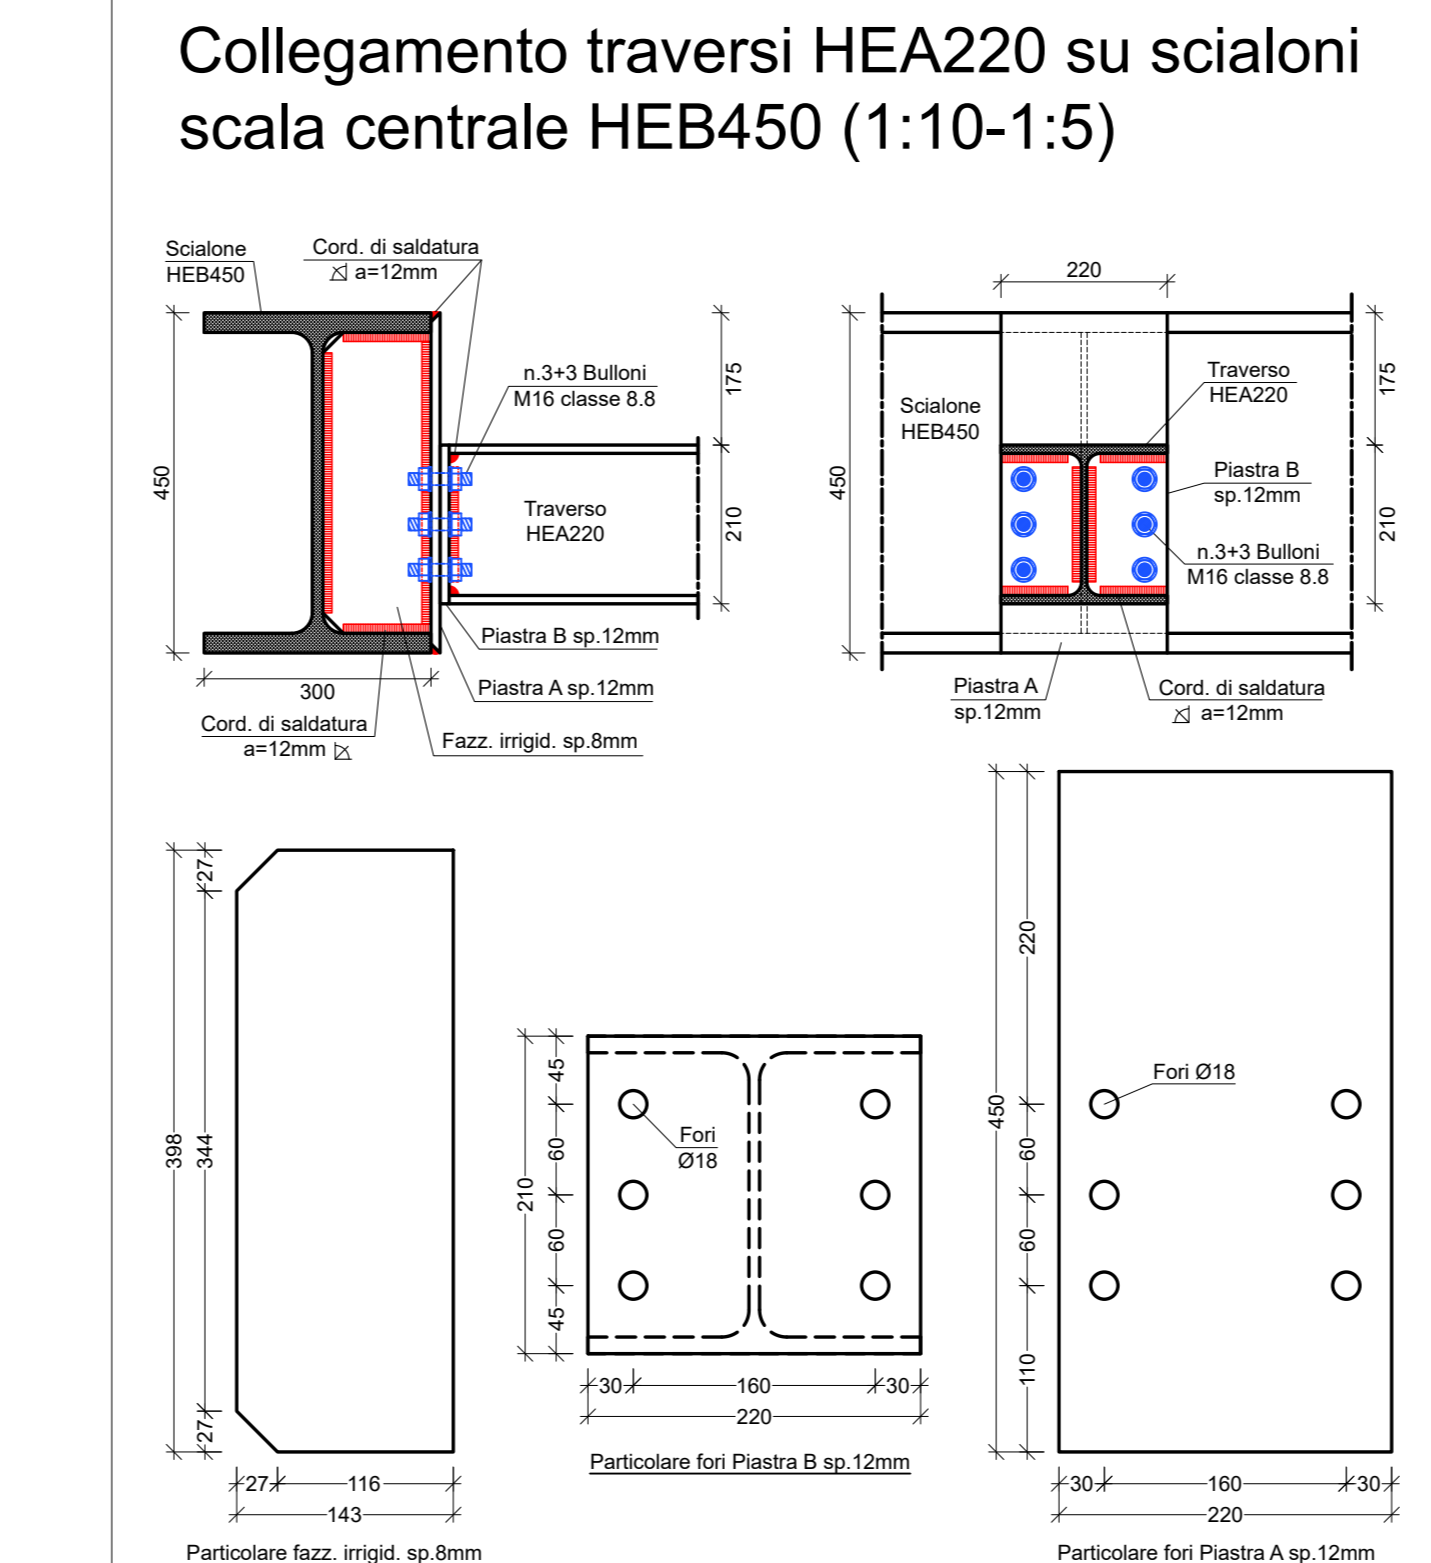 Collegamento traversi HEA220 su scialoni
scala centrale HEB450 (1:10-1:5)
Scialone
HEB450
Cord. di saldatura
a=12mm
n.3+3 Bulloni
M16 classe 8.8
Traverso
HEA220
Piastra B sp.12mm
Piastra A sp.12mm
Fazz. irrigid. sp.8mm
Cord. di saldatura
a=12mm
450
300
175
210
220
Scialone
HEB450
Traverso
HEA220
Piastra B
sp.12mm
n.3+3 Bulloni
M16 classe 8.8
Piastra A
sp.12mm
Cord. di saldatura
a=12mm
450
175
210
27
398
344
27
27
116
143
Particolare fazz. irrigid. sp.8mm
45
60
210
60
45
Fori
Ø18
30
160
30
220
Particolare fori Piastra B sp.12mm
220
450
60
60
110
Fori Ø18
30
160
30
220
Particolare fori Piastra A sp.12mm